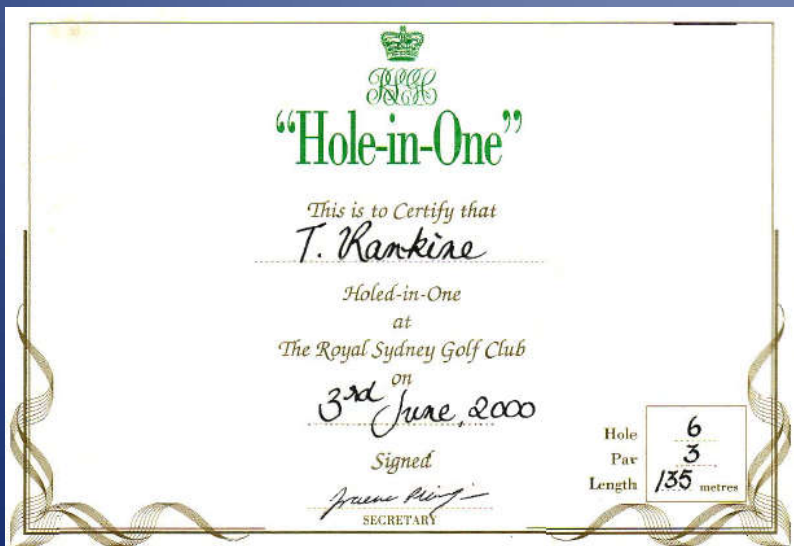 "Hole-in-One"
This is to Certify that
T. Rankine
Holed-in-One
at
The Royal Sydney Golf Club
on
3rd June, 2000
Signed
SECRETARY
Hole 6
Par 3
Length 135 metres